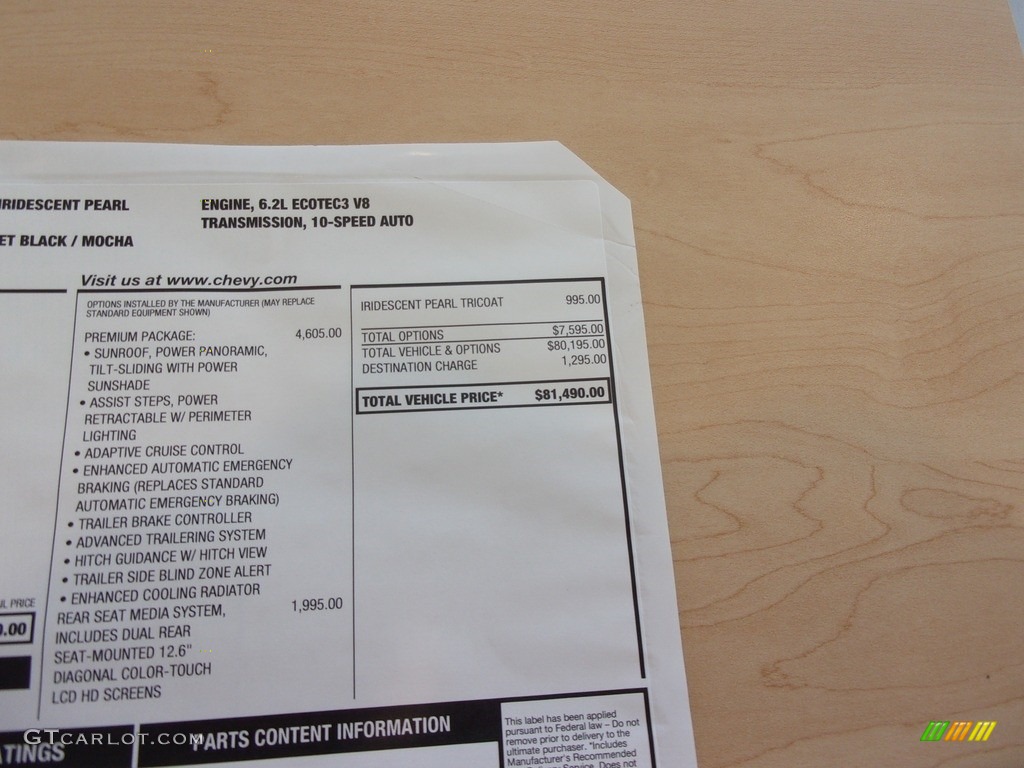 IRIDESCENT PEARL
ENGINE, 6.2L ECOTEC3 V8
TRANSMISSION, 10-SPEED AUTO
BLACK / MOCHA
Visit us at www.chevy.com
OPTIONS INSTALLED BY THE MANUFACTURER (MAY REPLACE
STANDARD EQUIPMENT SHOWN)
PREMIUM PACKAGE: 4,605.00
• SUNROOF, POWER PANORAMIC,
TILT-SLIDING WITH POWER
SUNSHADE
• ASSIST STEPS, POWER
RETRACTABLE W/ PERIMETER
LIGHTING
• ADAPTIVE CRUISE CONTROL
• ENHANCED AUTOMATIC EMERGENCY
BRAKING (REPLACES STANDARD
AUTOMATIC EMERGENCY BRAKING)
• TRAILER BRAKE CONTROLLER
• ADVANCED TRAILERING SYSTEM
• HITCH GUIDANCE W/ HITCH VIEW
• TRAILER SIDE BLIND ZONE ALERT
• ENHANCED COOLING RADIATOR
REAR SEAT MEDIA SYSTEM, 1,995.00
INCLUDES DUAL REAR
SEAT-MOUNTED 12.6"
DIAGONAL COLOR-TOUCH
LCD HD SCREENS
IRIDESCENT PEARL TRICOAT 995.00
TOTAL OPTIONS $7,595.00
TOTAL VEHICLE & OPTIONS $80,195.00
DESTINATION CHARGE 1,295.00
TOTAL VEHICLE PRICE* $81,490.00
PRICE
0.00
TINGS
PARTS CONTENT INFORMATION
This label has been applied
pursuant to Federal law – Do not
remove prior to delivery to the
ultimate purchaser. *Includes
Manufacturer's Recommended
Service. Does not
GTcarlot.com